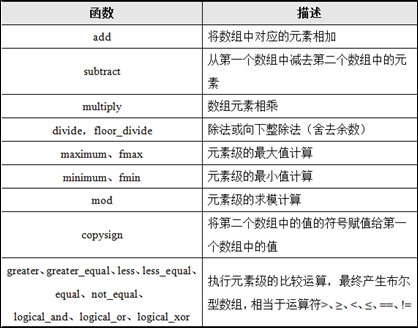 函数 描述
add 将数组中对应的元素相加
subtract 从第一个数组中减去第二个数组中的元
素
multiply 数组元素相乘
divide，floor_divide 除法或向下整除法（舍去余数）
maximum、fmax 元素级的最大值计算
minimum、fmin 元素级的最小值计算
mod 元素级的求模计算
copysign 将第二个数组中的值的符号赋值给第一
个数组中的值
greater、greater_equal、less、less_equal、
equal、not_equal、
logical_and、logical_or、logical_xor
执行元素级的比较运算，最终产生布尔
型数组，相当于运算符>、≥、<、≤、==、!=